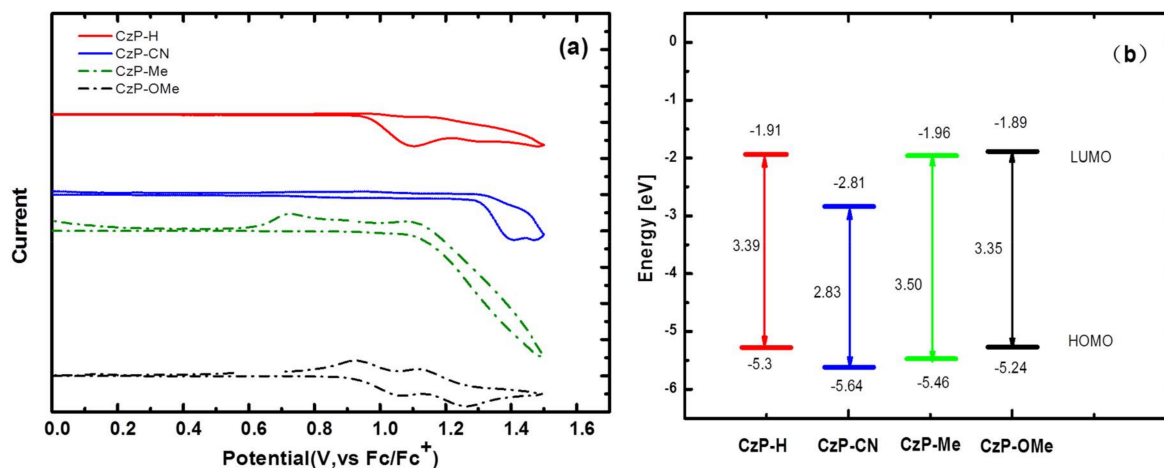 CzP-H
CzP-CN
CzP-Me
CzP-OMe
(a)
Current
0.0 0.2 0.4 0.6 0.8 1.0 1.2 1.4 1.6
Potential(V,vs Fc/Fc+)
(b)
Energy [eV]
0
-1
-2
-3
-4
-5
-6
-1.91
-2.81
-1.96
-1.89
LUMO
3.39
2.83
3.50
3.35
HOMO
-5.3
-5.64
-5.46
-5.24
CzP-H CzP-CN CzP-Me CzP-OMe